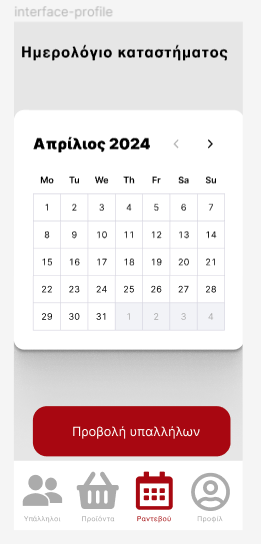 interface-profile
Ημερολόγιο καταστήματος
Απρίλιος 2024
Mo Tu We Th Fr Sa Su
1 2 3 4 5 6 7
8 9 10 11 12 13 14
15 16 17 18 19 20 21
22 23 24 25 26 27 28
29 30 31 1 2 3 4
Προβολή υπαλλήλων
Υπάλληλοι Προϊόντα Ραντεβού Προφίλ